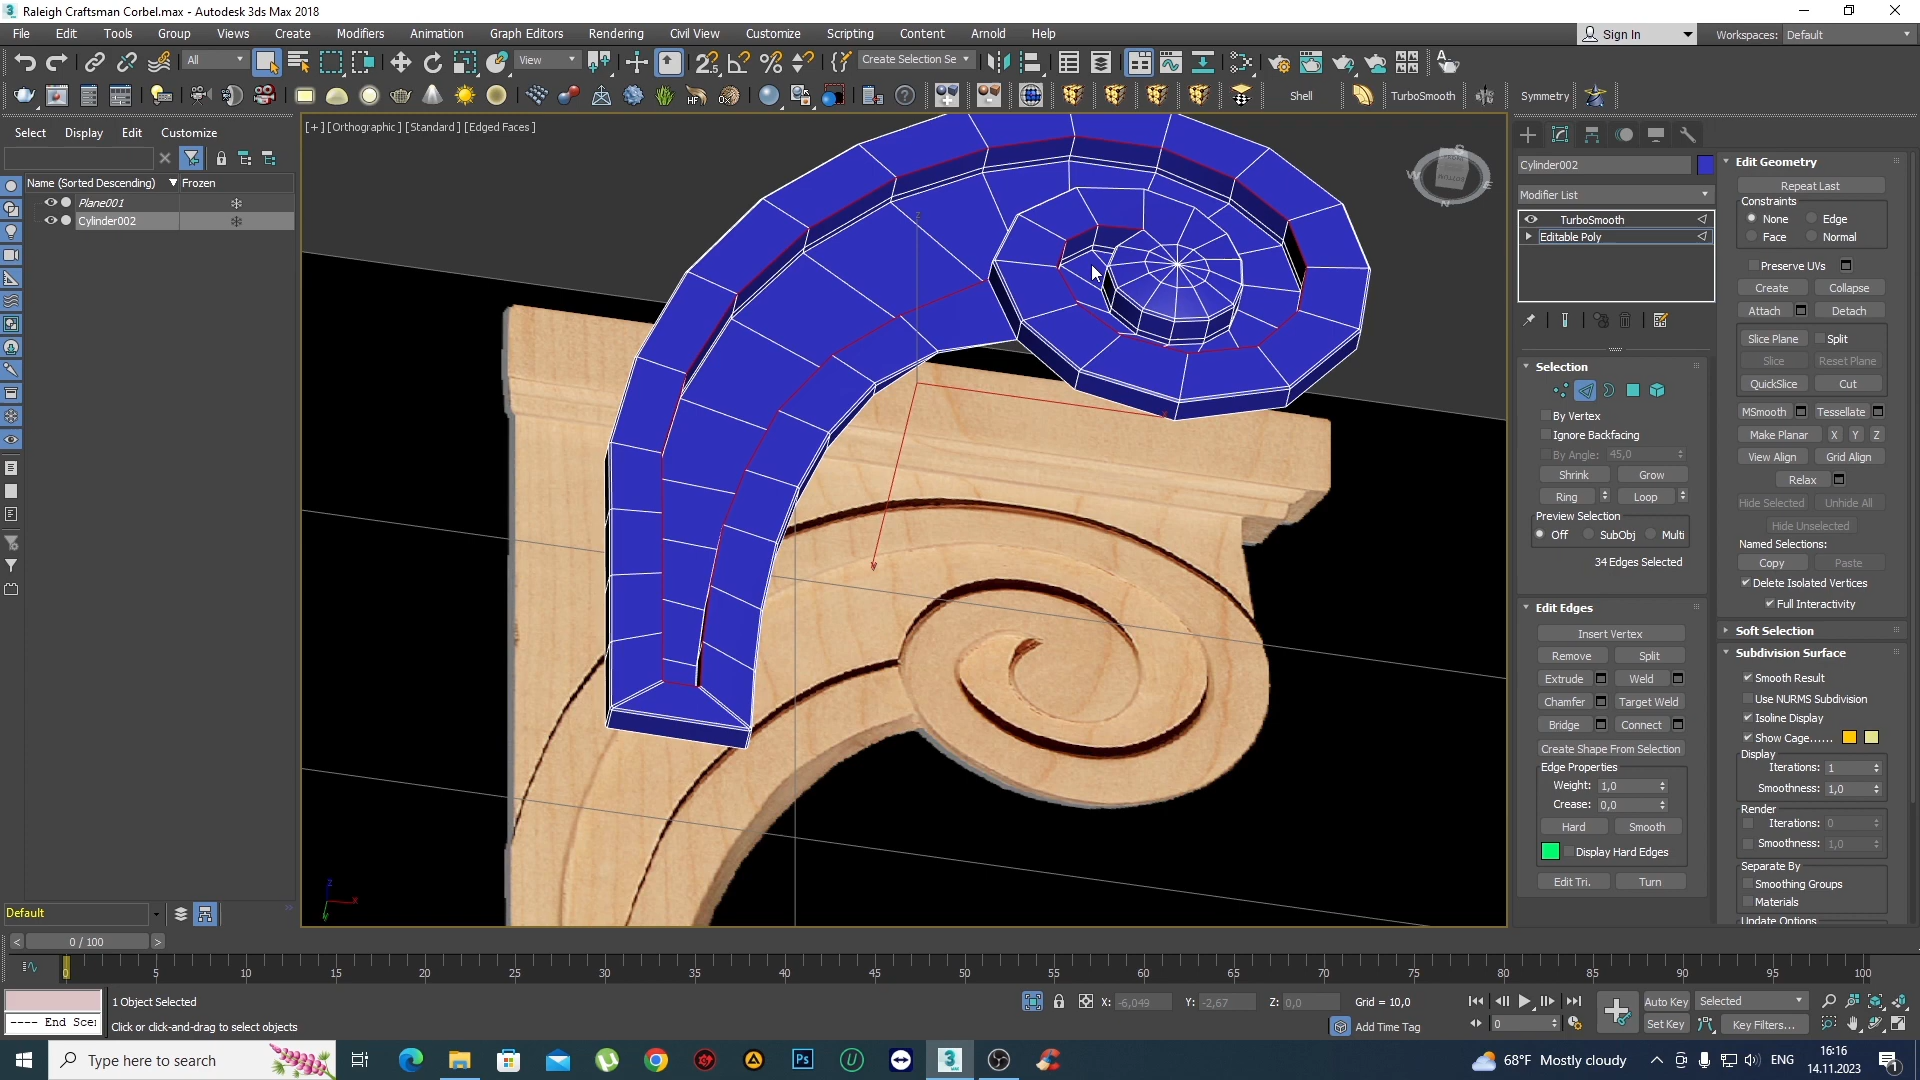 Raleigh Craftsman Corbel.max - Autodesk 3ds Max 2018
File Edit Tools Group Views Create Modifiers Animation Graph Editors Rendering Civil View Customize Scripting Content Arnold Help
Sign In
Workspaces: Default
All
View
Create Selection Se
Shell
TurboSmooth
Symmetry
Select Display Edit Customize
Name (Sorted Descending) Frozen
Plane001
Cylinder002
[+] [Orthographic] [Standard] [Edged Faces]
Cylinder002
Modifier List
TurboSmooth
Editable Poly
Selection
By Vertex
Ignore Backfacing
By Angle: 45,0
Shrink Grow
Ring Loop
Preview Selection
Off SubObj Multi
34 Edges Selected
Edit Edges
Insert Vertex
Remove Split
Extrude Weld
Chamfer Target Weld
Bridge Connect
Create Shape From Selection
Edge Properties
Weight: 1,0
Crease: 0,0
Hard Smooth
Display Hard Edges
Edit Tri. Turn
Edit Geometry
Repeat Last
Constraints
None Edge
Face Normal
Preserve UVs
Create Collapse
Attach Detach
Slice Plane Split
Slice Reset Plane
QuickSlice Cut
MSmooth Tessellate
Make Planar X Y Z
View Align Grid Align
Relax
Hide Selected Unhide All
Hide Unselected
Named Selections:
Copy Paste
Delete Isolated Vertices
Full Interactivity
Soft Selection
Subdivision Surface
Smooth Result
Use NURMS Subdivision
Isoline Display
Show Cage......
Display
Iterations: 1
Smoothness: 1,0
Render
Iterations: 0
Smoothness: 1,0
Separate By
Smoothing Groups
Materials
Update Options
Default
0 / 100
0 5 10 15 20 25 30 35 40 45 50 55 60 65 70 75 80 85 90 95 100
1 Object Selected
---- End Scer
Click or click-and-drag to select objects
X: -6,049 Y: -2,67 Z: 0,0 Grid = 10,0
Add Time Tag
0
Auto Key Selected
Set Key Key Filters...
Type here to search
68°F Mostly cloudy
ENG
16:16
14.11.2023